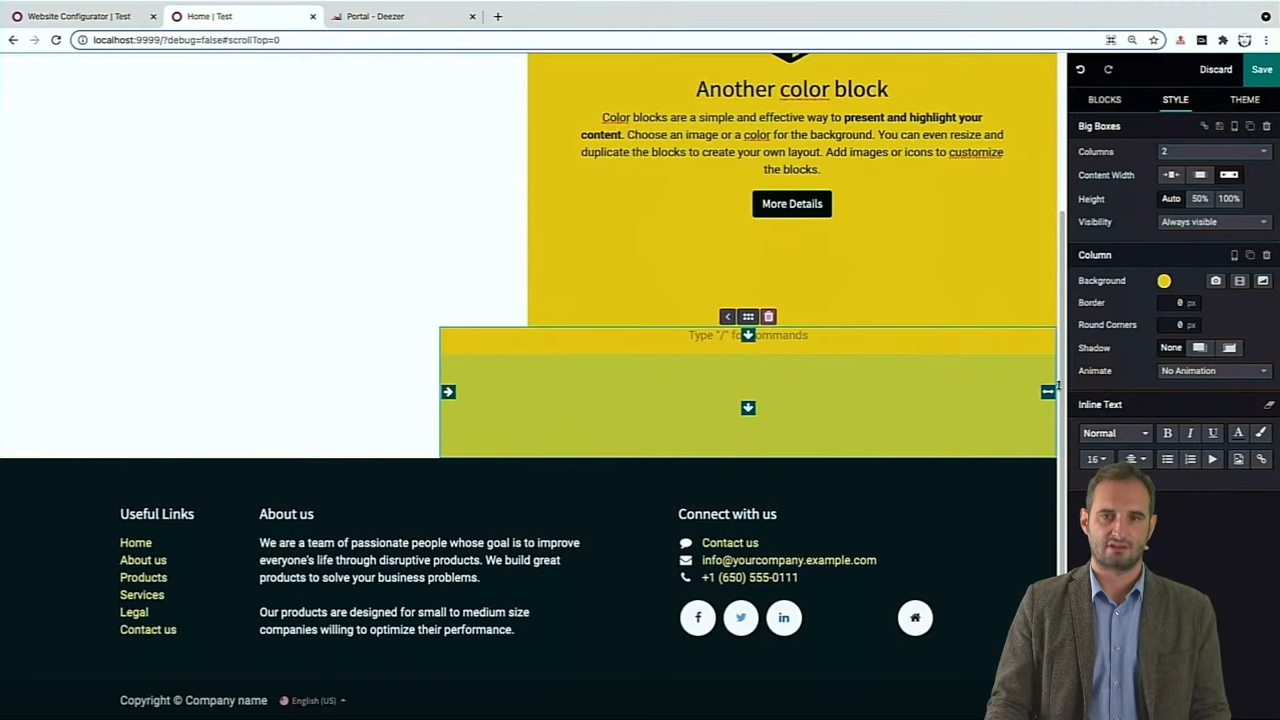 Website Configurator | Test
Home | Test
Portal - Deezer
localhost:9999/?debug=false#scrollTop=0
Discard
Save
BLOCKS
STYLE
THEME
Another color block
Color blocks are a simple and effective way to present and highlight your
content. Choose an image or a color for the background. You can even resize and
duplicate the blocks to create your own layout. Add images or icons to customize
the blocks.
More Details
Big Boxes
Columns
2
Content Width
Height
Auto
50%
100%
Visibility
Always visible
Column
Background
Border
0 px
Round Corners
0 px
Shadow
None
Animate
No Animation
Inline Text
Normal
B
I
U
A
16
Type "/" fo ommands
Useful Links
Home
About us
Products
Services
Legal
Contact us
About us
We are a team of passionate people whose goal is to improve
everyone's life through disruptive products. We build great
products to solve your business problems.
Our products are designed for small to medium size
companies willing to optimize their performance.
Connect with us
Contact us
info@yourcompany.example.com
+1 (650) 555-0111
Copyright © Company name
English (US)